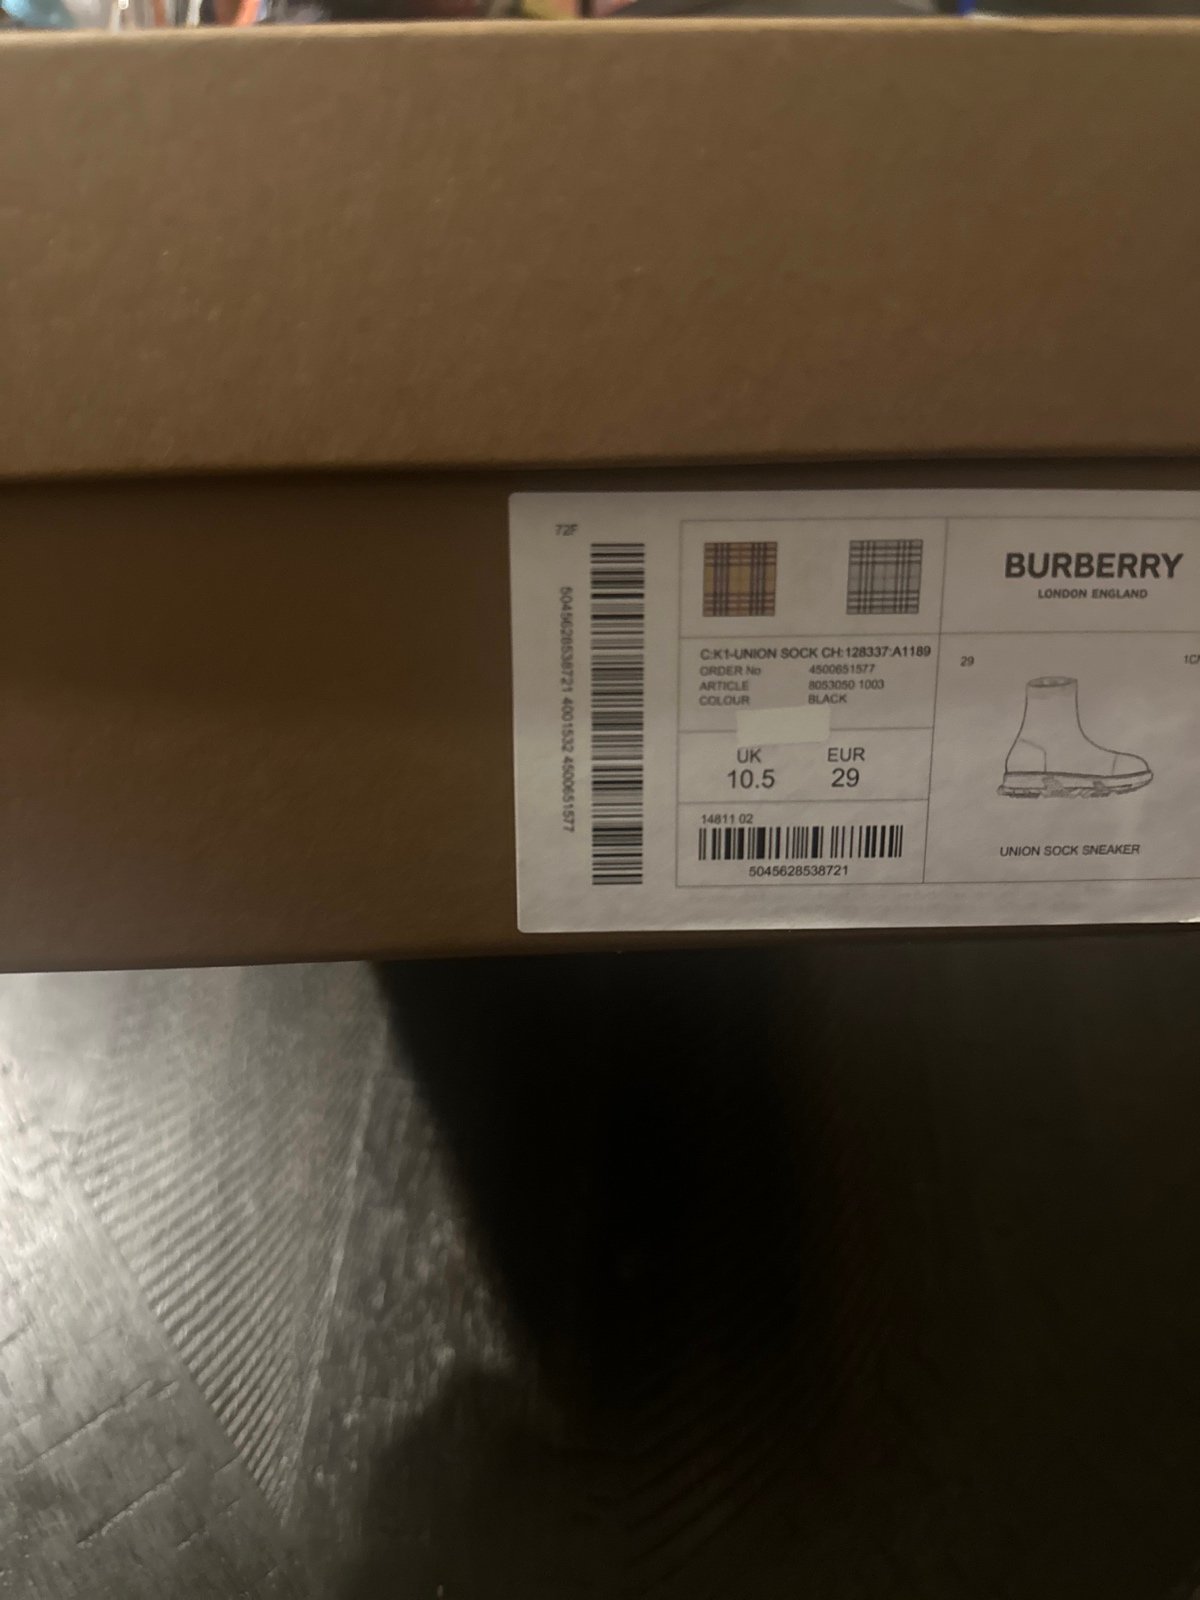 72F
5045628538721 4001532 4500651577
C:K1-UNION SOCK CH:128337:A1189
ORDER No 4500651577
ARTICLE 8053050 1003
COLOUR BLACK
UK EUR
10.5 29
14811 02
5045628538721
BURBERRY
LONDON ENGLAND
29
UNION SOCK SNEAKER